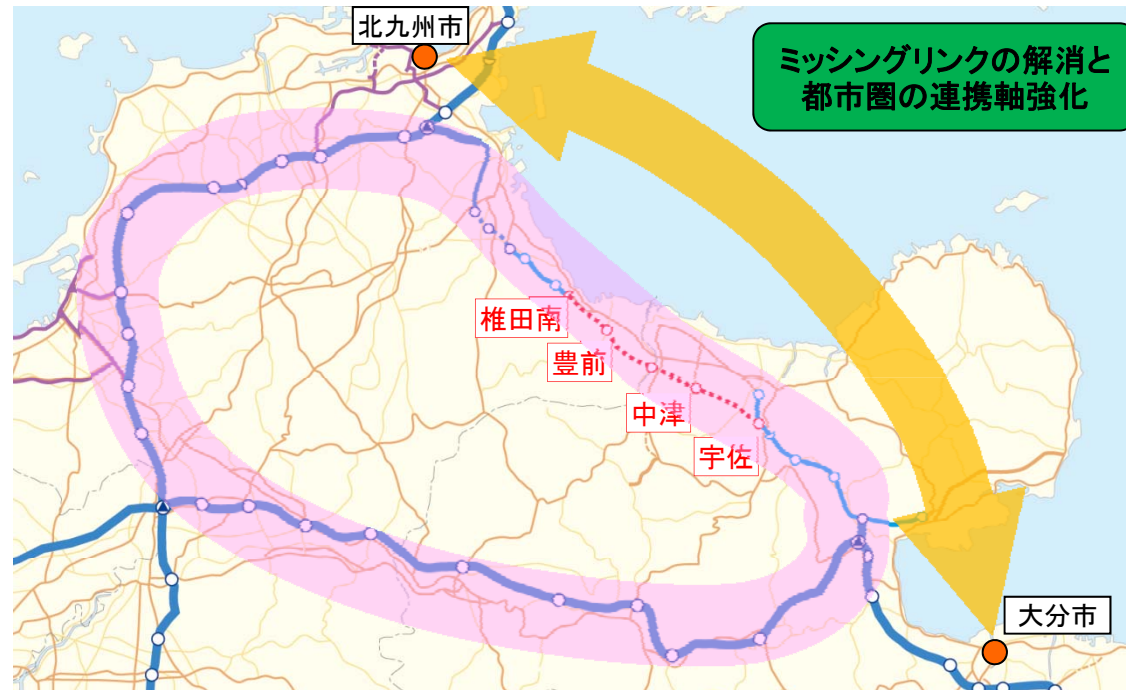 北九州市
ミッシングリンクの解消と
都市圏の連携軸強化
椎田南
豊前
中津
宇佐
大分市